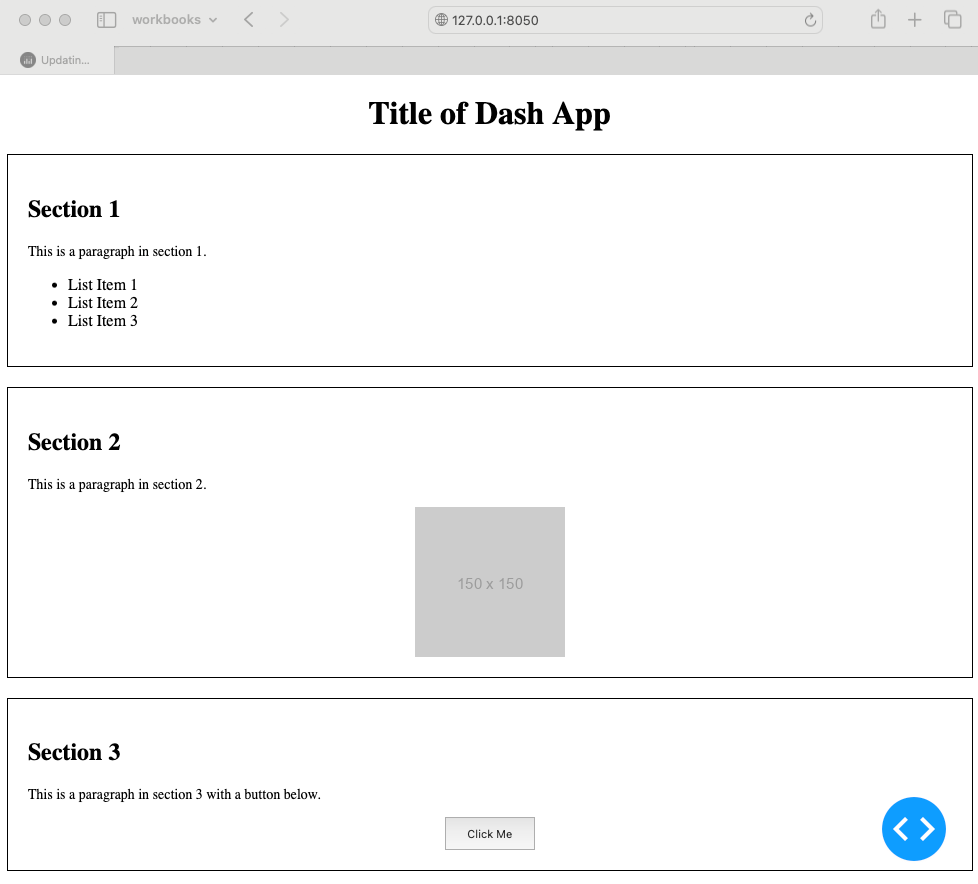 workbooks
127.0.0.1:8050
Updatin...
Title of Dash App
Section 1
This is a paragraph in section 1.
List Item 1
List Item 2
List Item 3
Section 2
This is a paragraph in section 2.
150 x 150
Section 3
This is a paragraph in section 3 with a button below.
Click Me